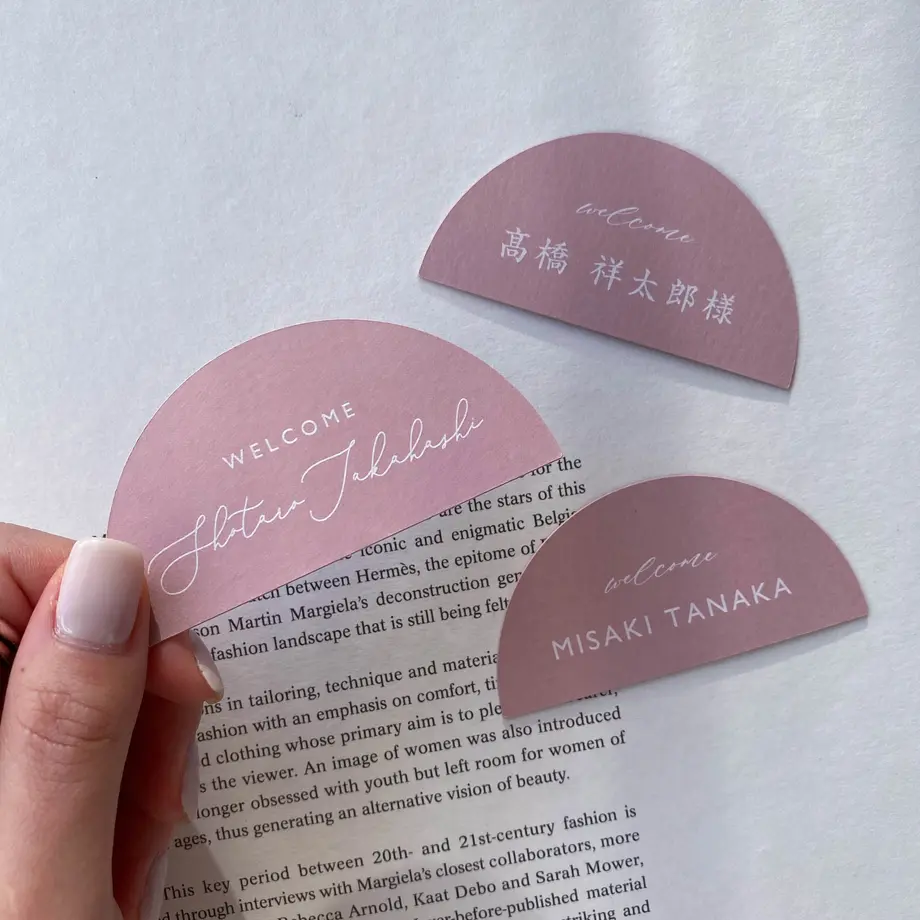 welcome
髙橋 祥太郎様
WELCOME
Shotaro Takahashi
welcome
MISAKI TANAKA
for the
are the stars of this
iconic and enigmatic
between Hermès, the epitome of
son Martin Margiela's deconstruction
fashion landscape that is still being felt
in tailoring, technique and
ashion with an emphasis on comfort,
d clothing whose primary aim is to
s the viewer. An image of women was also introduced
longer obsessed with youth but left room for women of
ages, thus generating an alternative vision of beauty.
This key period between 20th- and 21st-century fashion is
d through interviews with Margiela's closest collaborators, more
Rebecca Arnold, Kaat Debo and Sarah Mower,
-before-published material
striking and